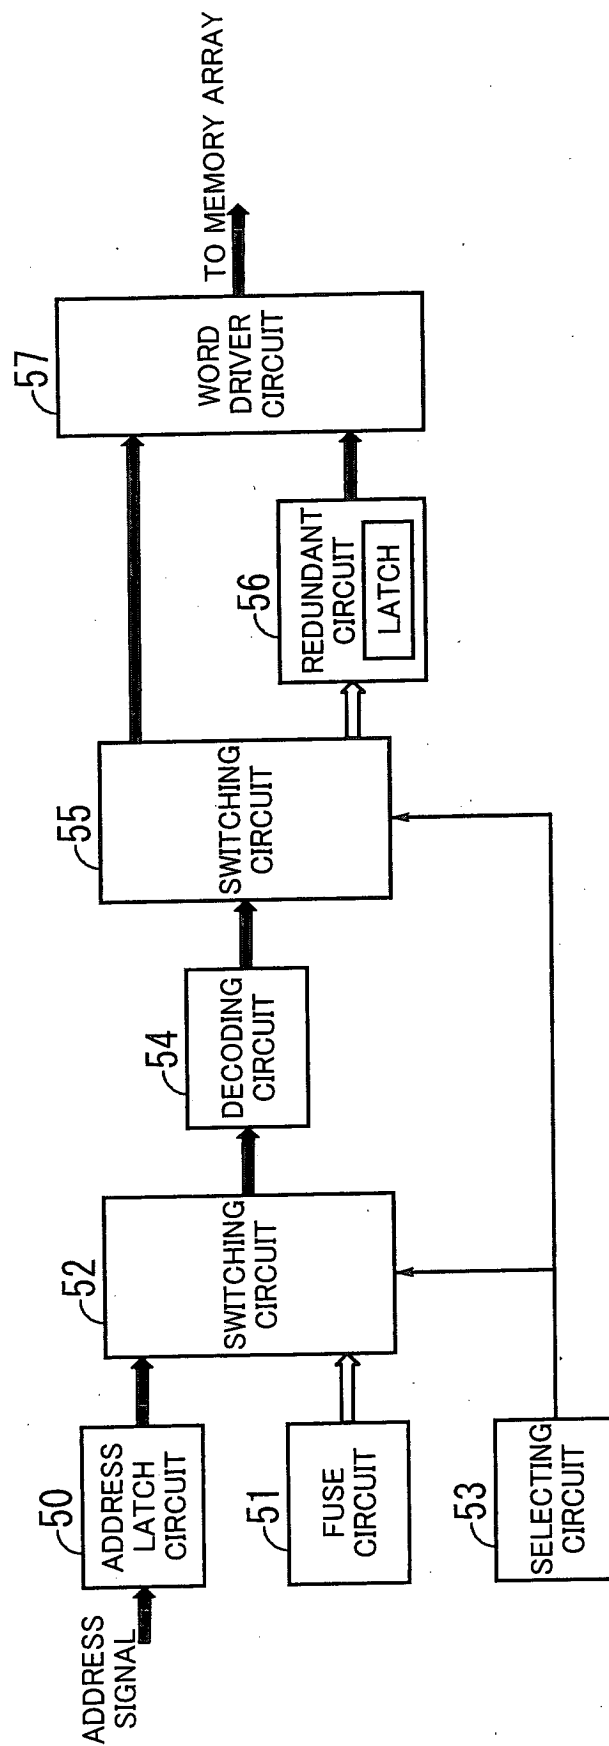 ADDRESS
SIGNAL
50
ADDRESS
LATCH
CIRCUIT
51
FUSE
CIRCUIT
52
SWITCHING
CIRCUIT
53
SELECTING
CIRCUIT
54
DECODING
CIRCUIT
55
SWITCHING
CIRCUIT
56
REDUNDANT
CIRCUIT
LATCH
57
WORD
DRIVER
CIRCUIT
TO MEMORY ARRAY